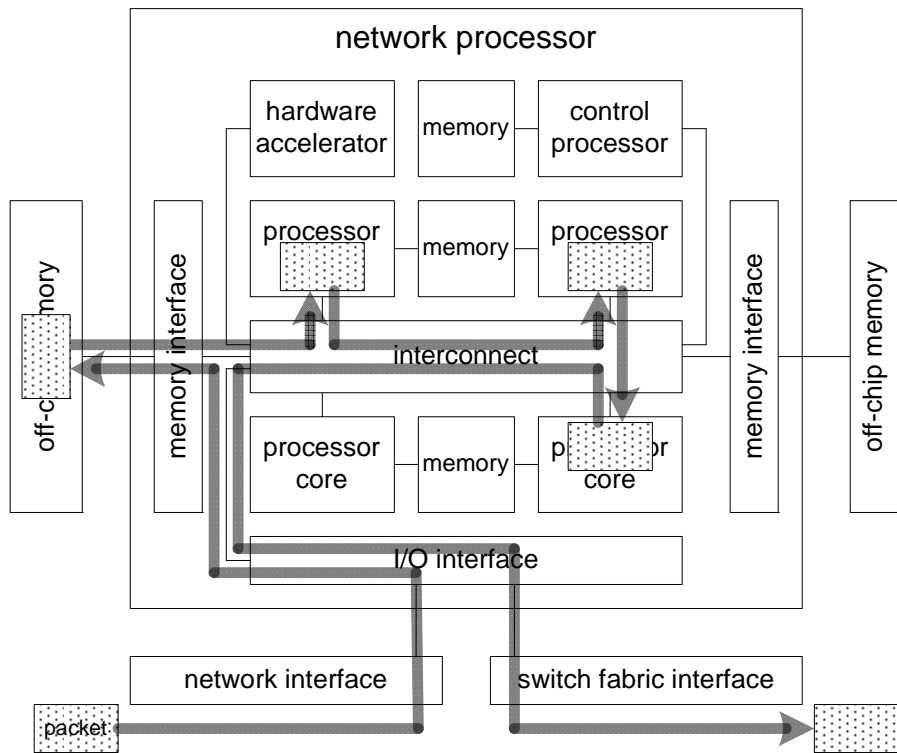 network processor
hardware
accelerator
memory
control
processor
processor
memory
processor
memory interface
interconnect
memory interface
off-chip memory
processor
core
memory
core
I/O interface
network interface
switch fabric interface
packet